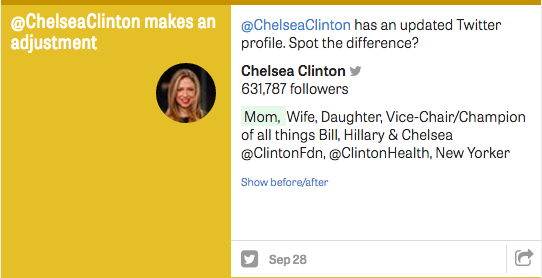 @ChelseaClinton makes an
adjustment
@ChelseaClinton has an updated Twitter
profile. Spot the difference?
Chelsea Clinton
631,787 followers
Mom, Wife, Daughter, Vice-Chair/Champion
of all things Bill, Hillary & Chelsea
@ClintonFdn, @ClintonHealth, New Yorker
Show before/after
Sep 28